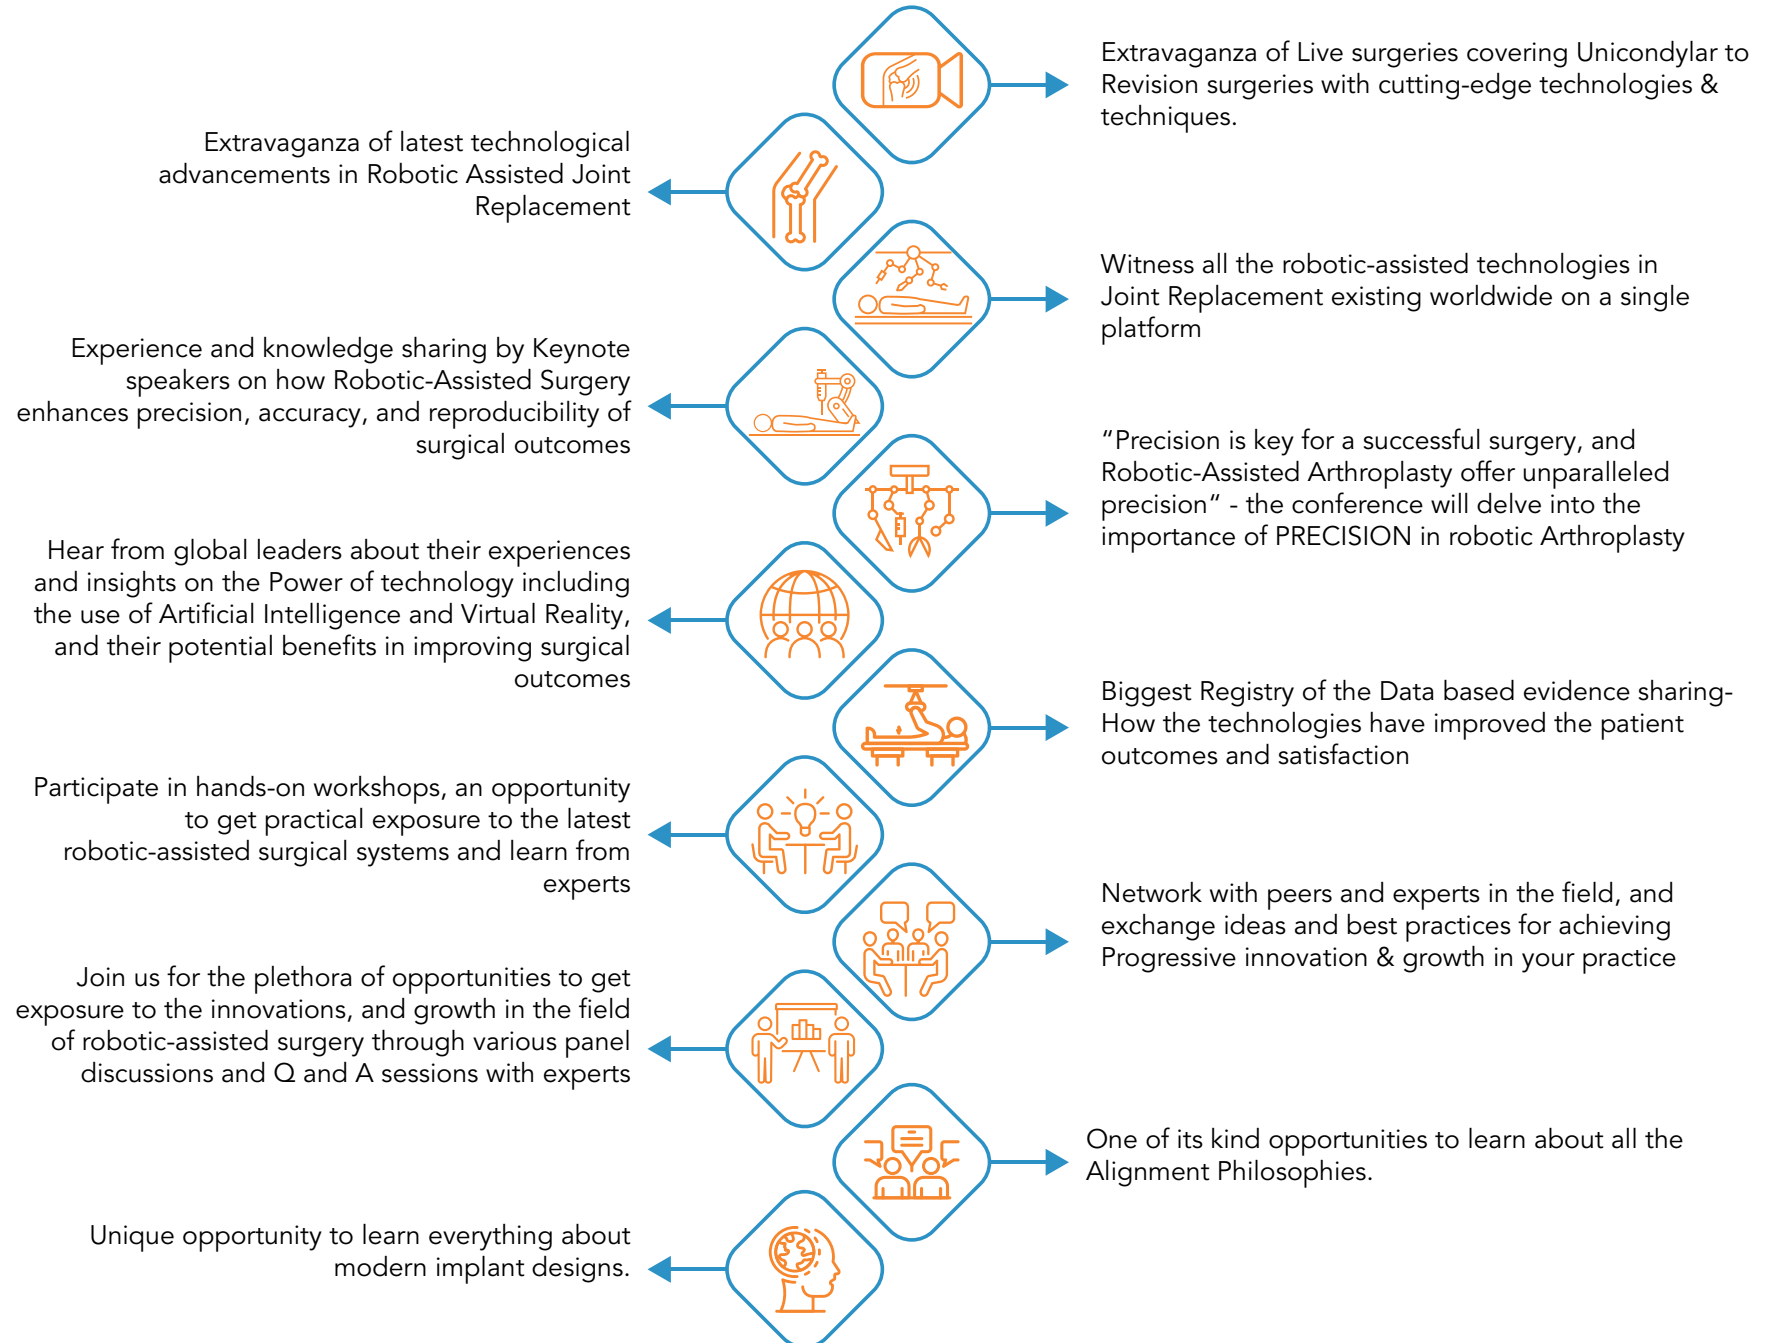 Extravaganza of Live surgeries covering Unicondylar to
Revision surgeries with cutting-edge technologies &
techniques.
Extravaganza of latest technological
advancements in Robotic Assisted Joint
Replacement
Witness all the robotic-assisted technologies in
Joint Replacement existing worldwide on a single
platform
Experience and knowledge sharing by Keynote
speakers on how Robotic-Assisted Surgery
enhances precision, accuracy, and reproducibility of
surgical outcomes
“Precision is key for a successful surgery, and
Robotic-Assisted Arthroplasty offer unparalleled
precision“ - the conference will delve into the
importance of PRECISION in robotic Arthroplasty
Hear from global leaders about their experiences
and insights on the Power of technology including
the use of Artificial Intelligence and Virtual Reality,
and their potential benefits in improving surgical
outcomes
Biggest Registry of the Data based evidence sharing-
How the technologies have improved the patient
outcomes and satisfaction
Participate in hands-on workshops, an opportunity
to get practical exposure to the latest
robotic-assisted surgical systems and learn from
experts
Network with peers and experts in the field, and
exchange ideas and best practices for achieving
Progressive innovation & growth in your practice
Join us for the plethora of opportunities to get
exposure to the innovations, and growth in the field
of robotic-assisted surgery through various panel
discussions and Q and A sessions with experts
One of its kind opportunities to learn about all the
Alignment Philosophies.
Unique opportunity to learn everything about
modern implant designs.